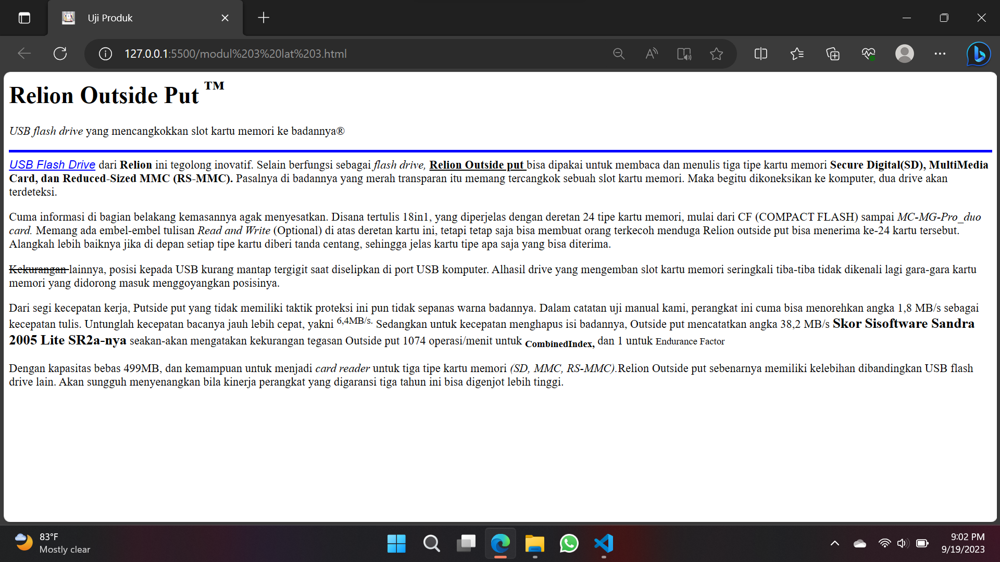 Uji Produk
127.0.0.1:5500/modul%203%20lat%203.html
Relion Outside Put ™
USB flash drive yang mencangkokkan slot kartu memori ke badannya®
USB Flash Drive dari Relion ini tegolong inovatif. Selain berfungsi sebagai flash drive, Relion Outside put bisa dipakai untuk membaca dan menulis tiga tipe kartu memori Secure Digital(SD), MultiMedia
Card, dan Reduced-Sized MMC (RS-MMC). Pasalnya di badannya yang merah transparan itu memang tercangkok sebuah slot kartu memori. Maka begitu dikoneksikan ke komputer, dua drive akan
terdeteksi.
Cuma informasi di bagian belakang kemasannya agak menyesatkan. Disana tertulis 18in1, yang diperjelas dengan deretan 24 tipe kartu memori, mulai dari CF (COMPACT FLASH) sampai MC-MG-Pro_duo
card. Memang ada embel-embel tulisan Read and Write (Optional) di atas deretan kartu ini, tetapi tetap saja bisa membuat orang terkecoh menduga Relion outside put bisa menerima ke-24 kartu tersebut.
Alangkah lebih baiknya jika di depan setiap tipe kartu diberi tanda centang, sehingga jelas kartu tipe apa saja yang bisa diterima.
Kekurangan lainnya, posisi kepada USB kurang mantap tergigit saat diselipkan di port USB komputer. Alhasil drive yang mengemban slot kartu memori seringkali tiba-tiba tidak dikenali lagi gara-gara kartu
memori yang didorong masuk menggoyangkan posisinya.
Dari segi kecepatan kerja, Putside put yang tidak memiliki taktik proteksi ini pun tidak sepanas warna badannya. Dalam catatan uji manual kami, perangkat ini cuma bisa menorehkan angka 1,8 MB/s sebagai
kecepatan tulis. Untunglah kecepatan bacanya jauh lebih cepat, yakni 6,4MB/s. Sedangkan untuk kecepatan menghapus isi badannya, Outside put mencatatkan angka 38,2 MB/s Skor Sisoftware Sandra
2005 Lite SR2a-nya seakan-akan mengatakan kekurangan tegasan Outside put 1074 operasi/menit untuk CombinedIndex, dan 1 untuk Endurance Factor
Dengan kapasitas bebas 499MB, dan kemampuan untuk menjadi card reader untuk tiga tipe kartu memori (SD, MMC, RS-MMC).Relion Outside put sebenarnya memiliki kelebihan dibandingkan USB flash
drive lain. Akan sungguh menyenangkan bila kinerja perangkat yang digaransi tiga tahun ini bisa digenjot lebih tinggi.
83°F
Mostly clear
9:02 PM
9/19/2023